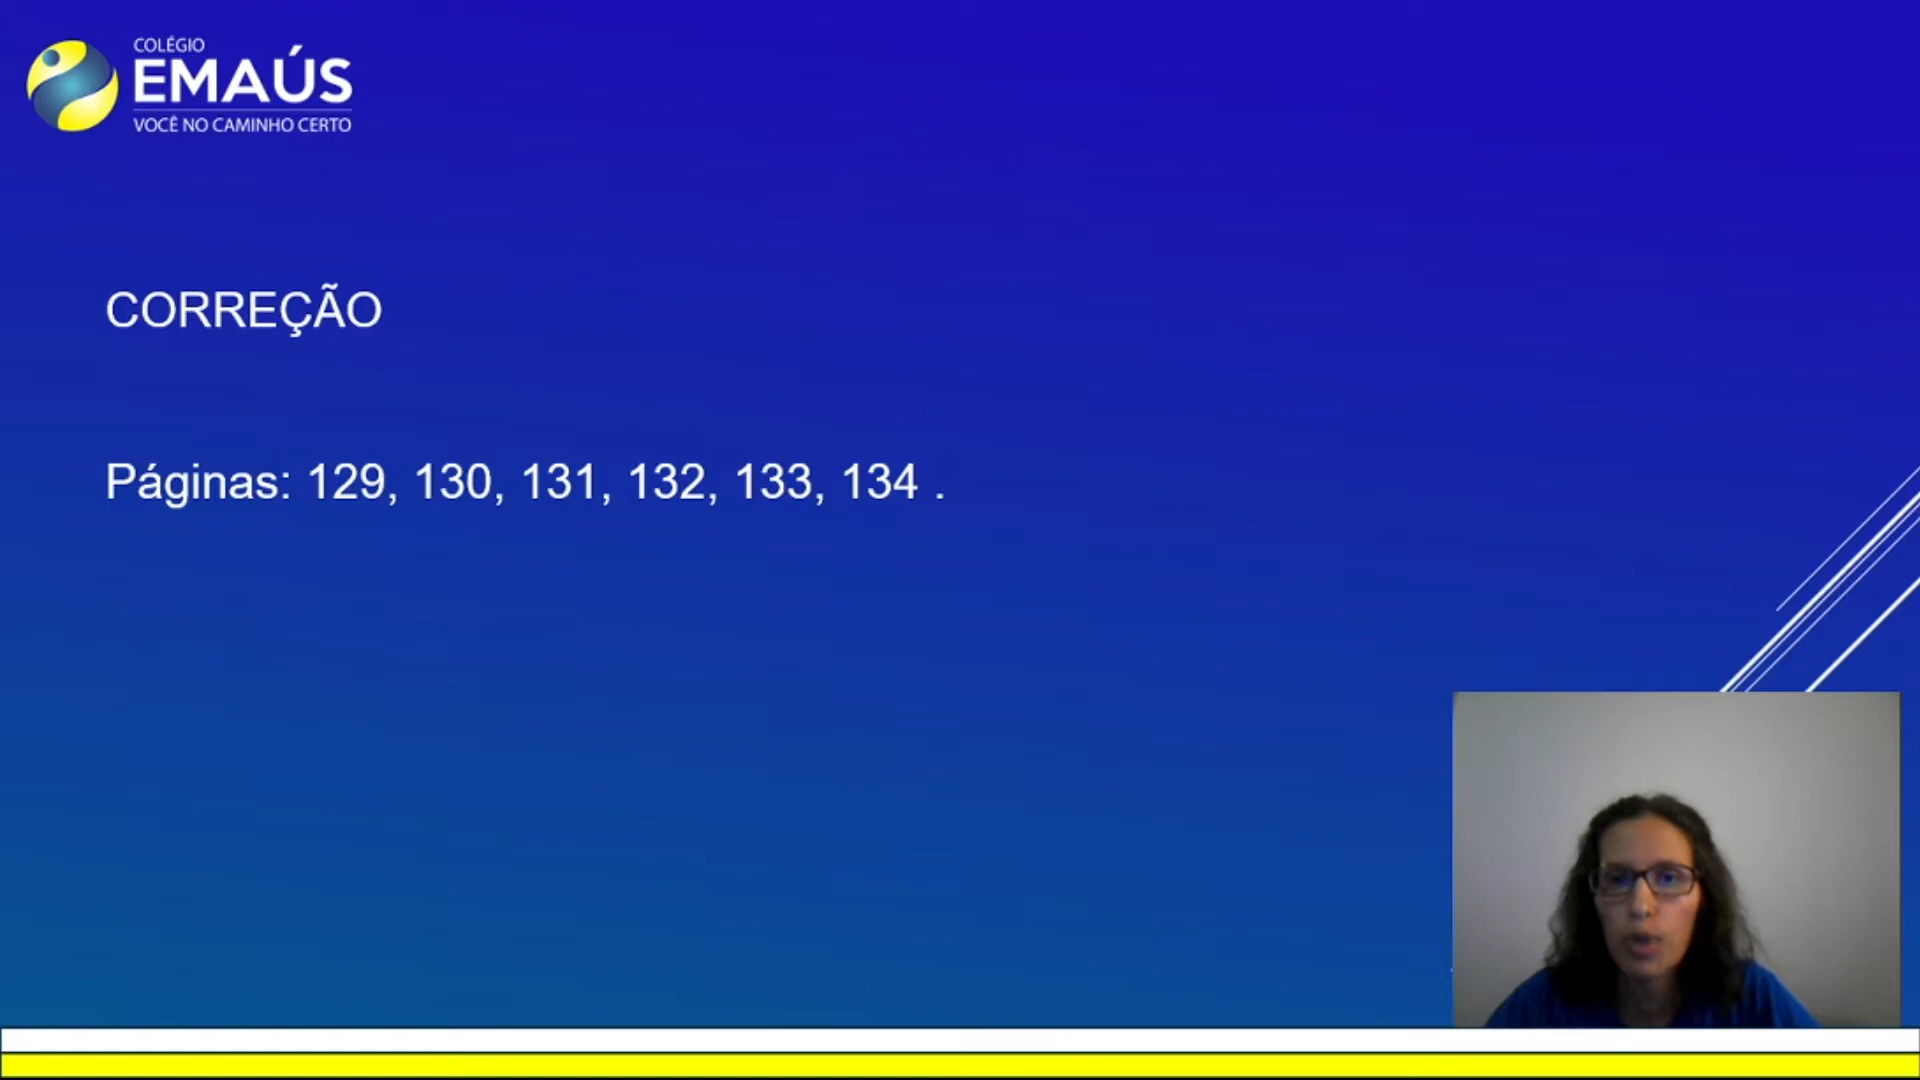 COLÉGIO
EMAÚS
VOCÊ NO CAMINHO CERTO
CORREÇÃO
Páginas: 129, 130, 131, 132, 133, 134 .